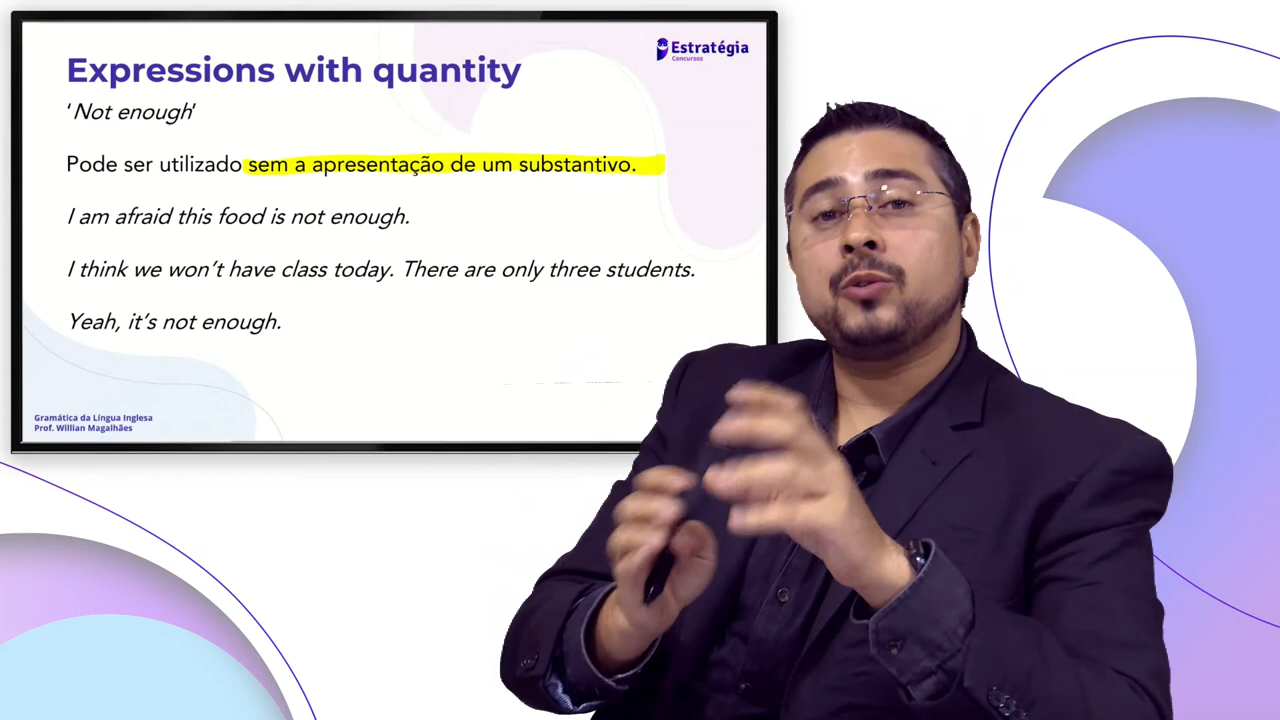 Estratégia
Concursos
Expressions with quantity
'Not enough'
Pode ser utilizado sem a apresentação de um substantivo.
I am afraid this food is not enough.
I think we won’t have class today. There are only three students.
Yeah, it’s not enough.
Gramática da Língua Inglesa
Prof. Willian Magalhães